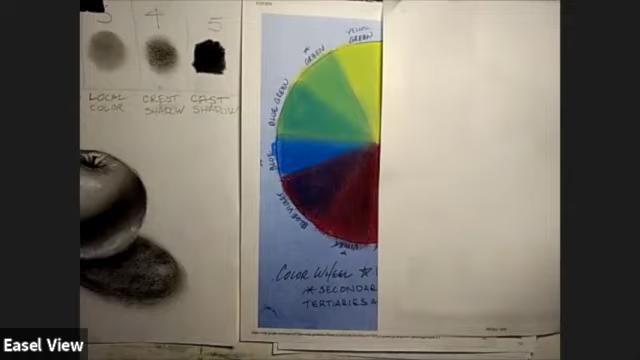 3 4 5
LOCAL COLOR
CREST SHADOW
CAST SHADOW
YELLOW GREEN
* GREEN
BLUE GREEN
BLUE
BLUE VIOLET
COLOR WHEEL
* SECONDAR
TERTIARIES A
Easel View